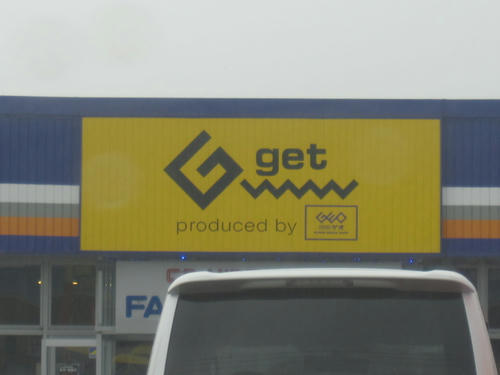 G get
produced by GEO
FA